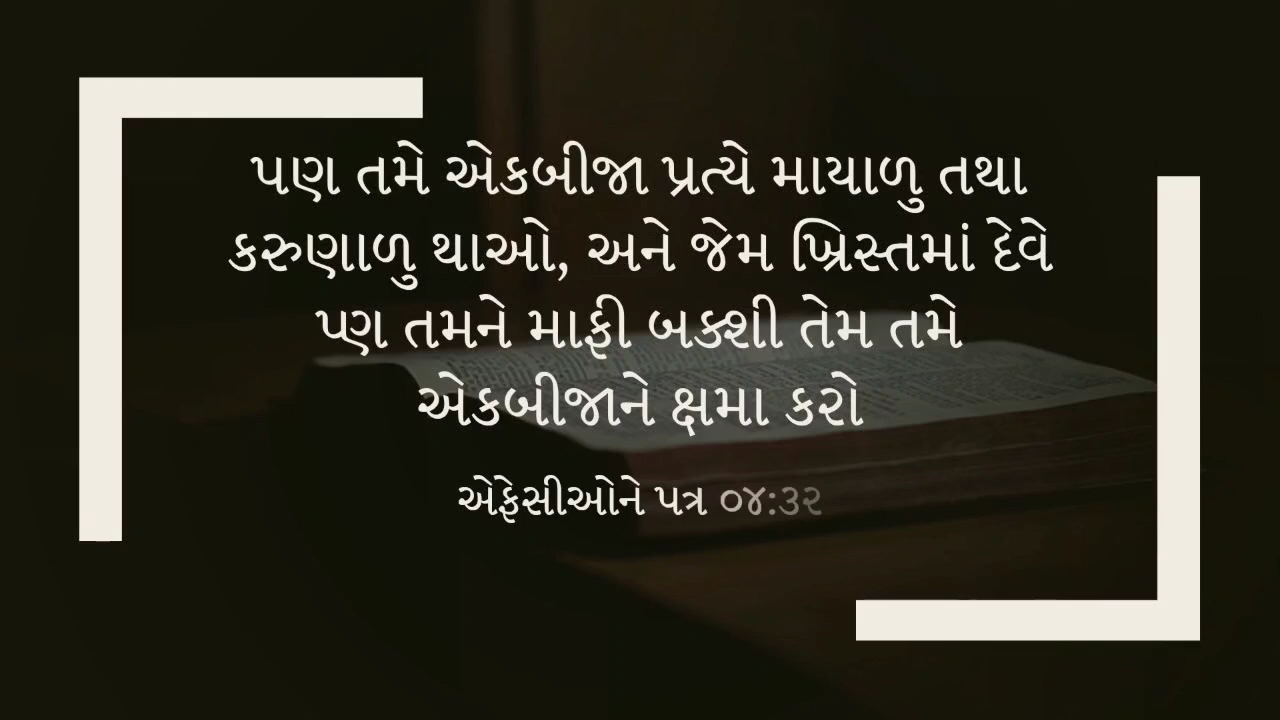 પણ તમે એકબીજા પ્રત્યે માયાળુ તથા
કરુણાળુ થાઓ, અને જેમ ખ્રિસ્તમાં દેવે
પ્ણ તમને માફી બક્શી તેમ તમે
એકબીજાને ક્ષમા કરો
એફેસીઓને પત્ર ૦૪:૩૨